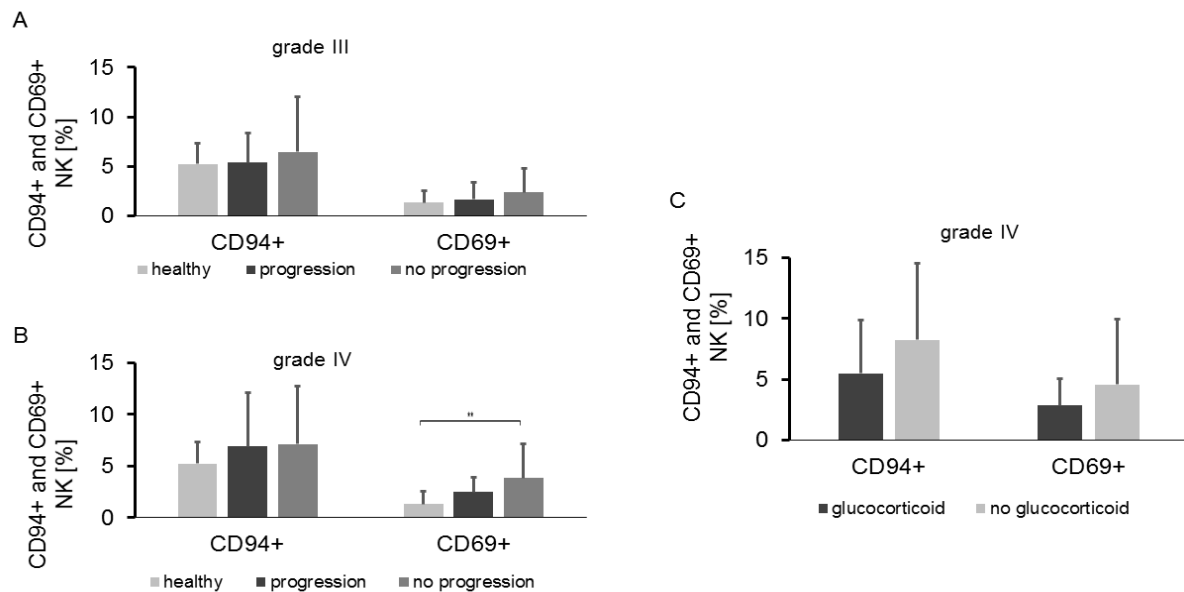 A
grade III
CD94+ and CD69+
NK [%]
15
10
5
0
CD94+ CD69+
healthy progression no progression
B
grade IV
CD94+ and CD69+
NK [%]
15
10
5
0
**
CD94+ CD69+
healthy progression no progression
C
grade IV
CD94+ and CD69+
NK [%]
15
10
5
0
CD94+ CD69+
glucocorticoid no glucocorticoid